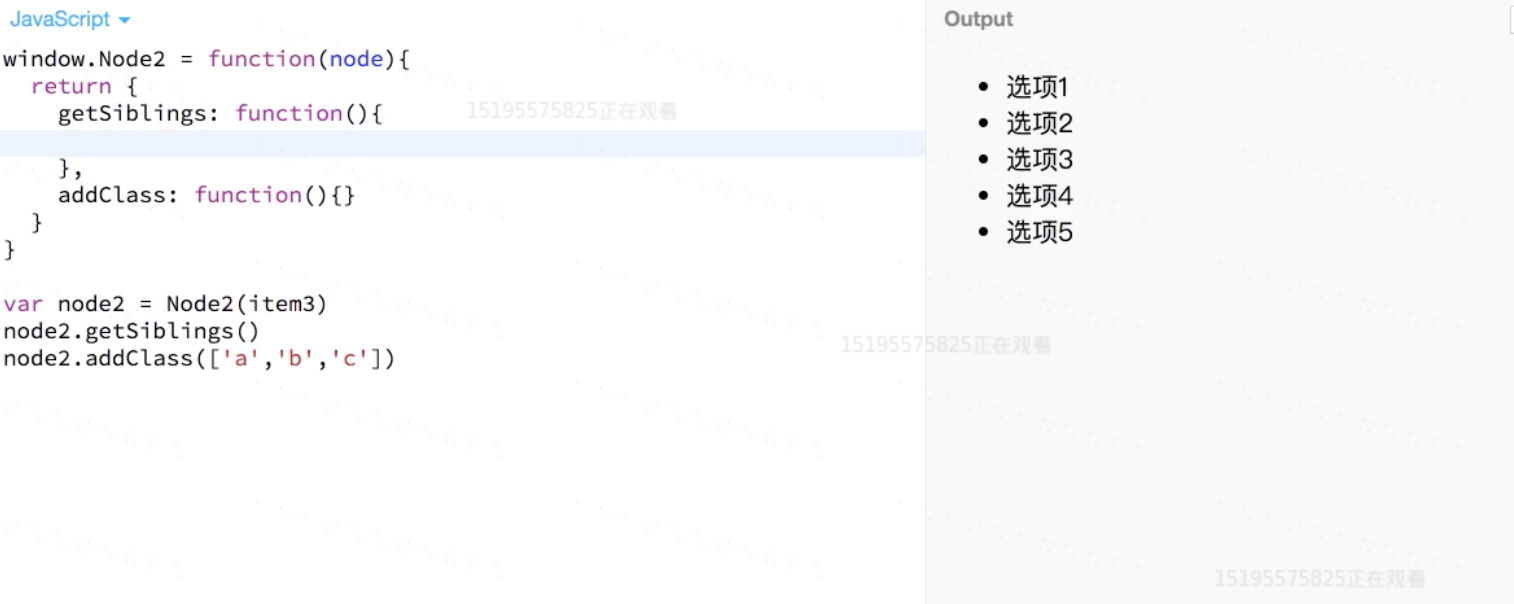 JavaScript
Output
window.Node2 = function(node){
  return {
    getSiblings: function(){
    },
    addClass: function(){}
  }
}
var node2 = Node2(item3)
node2.getSiblings()
node2.addClass(['a','b','c'])
选项1
选项2
选项3
选项4
选项5
15195575825正在观看
15195575825正在观看
15195575825正在观看